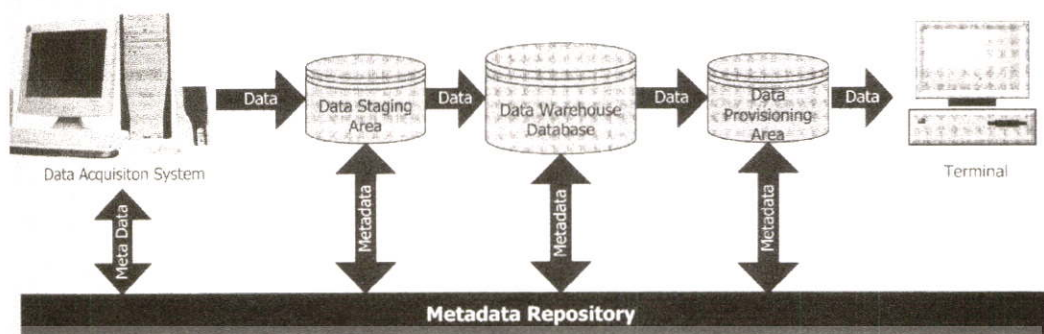 Data
Data Staging
Area
Data
Data Warehouse
Database
Data
Data
Provisioning
Area
Data
Data Acquisiton System
Terminal
Meta Data
Metadata
Metadata
Metadata
Metadata Repository